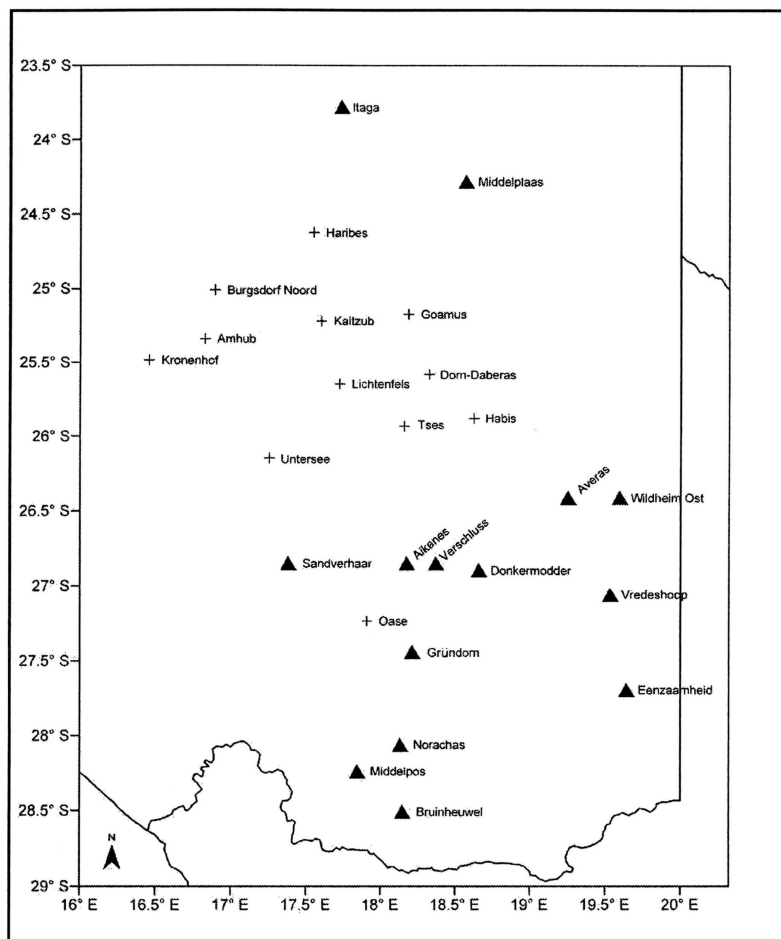 23.5° S
Itaga
24° S
Middelplaas
24.5° S
Haribes
25° S
Burgsdorf Noord
Goamus
Kaitzub
Amhub
25.5° S
Kronenhof
Dorn-Daberas
Lichtenfels
Habis
Tses
26° S
Untersee
Averas
26.5° S
Wildheim Ost
Aikanes
Verschluss
Sandverhaar
Donkermodder
27° S
Vredeshoop
Oase
27.5° S
Gründorn
Eenzaamheid
28° S
Norachas
Middelpos
28.5° S
Bruinheuwel
N
29° S
16° E 16.5° E 17° E 17.5° E 18° E 18.5° E 19° E 19.5° E 20° E